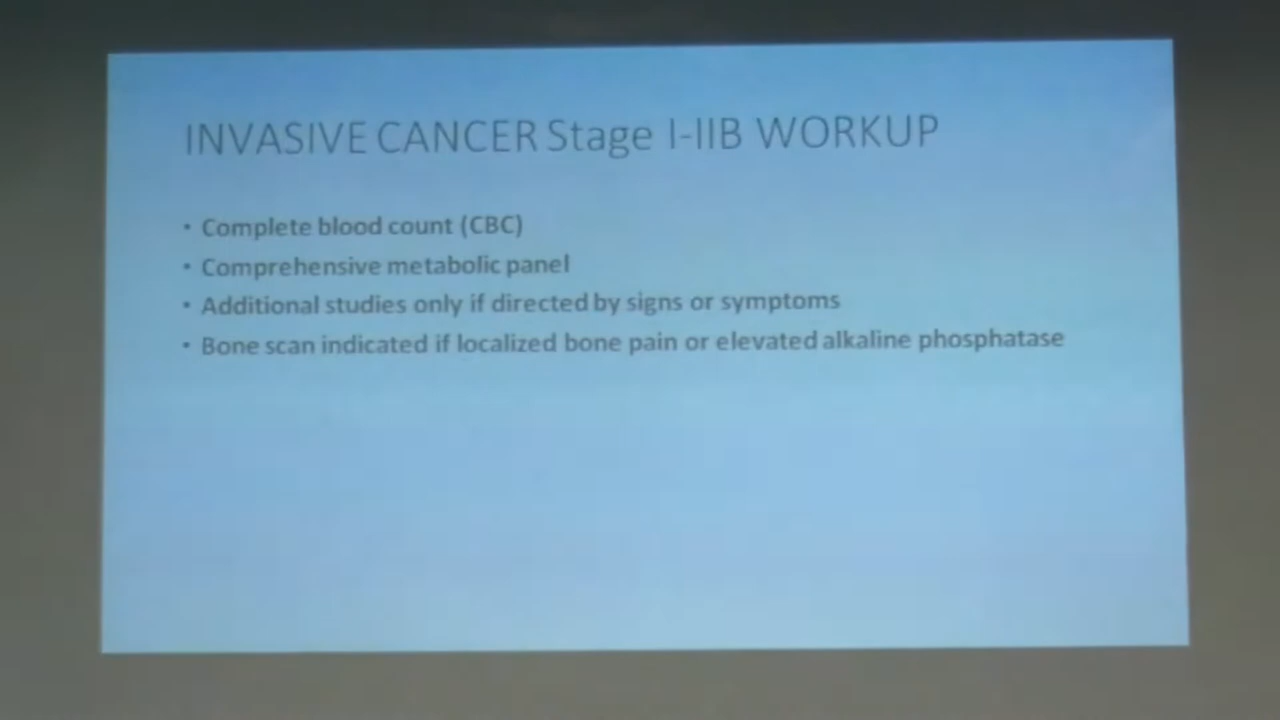 INVASIVE CANCER Stage I-IIB WORKUP
• Complete blood count (CBC)
• Comprehensive metabolic panel
• Additional studies only if directed by signs or symptoms
• Bone scan indicated if localized bone pain or elevated alkaline phosphatase